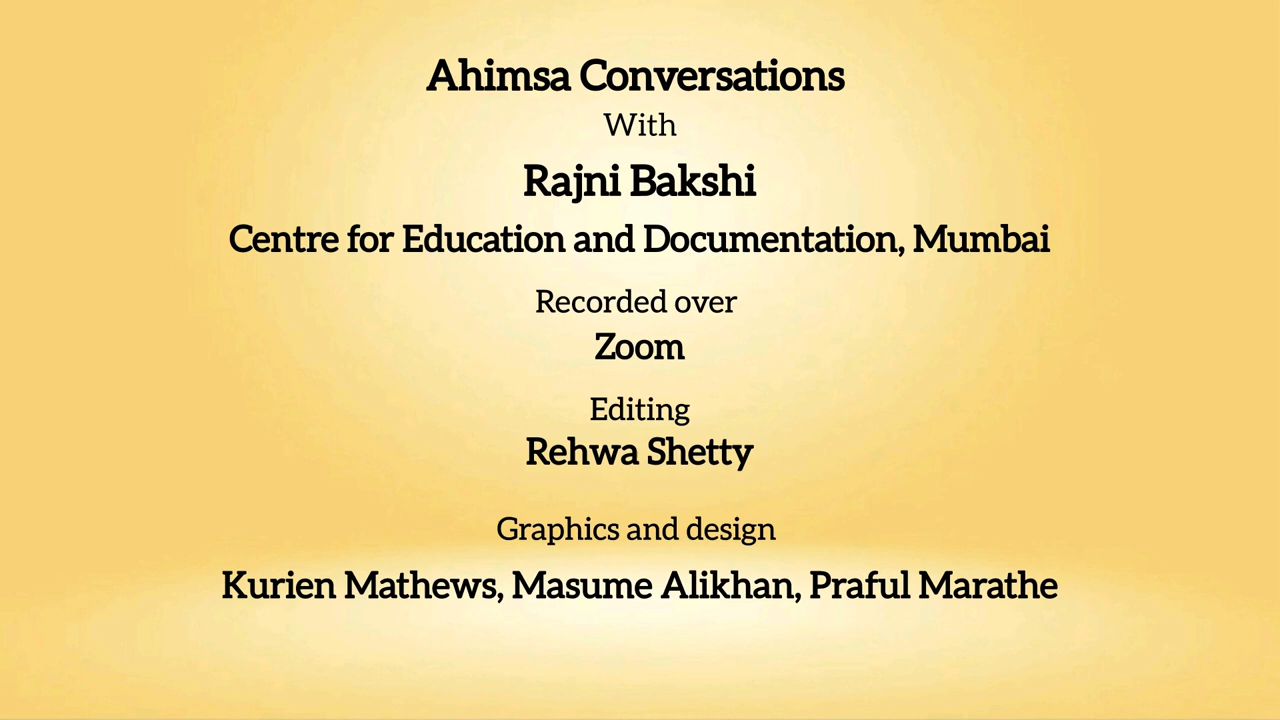 Ahimsa Conversations
With
Rajni Bakshi
Centre for Education and Documentation, Mumbai
Recorded over
Zoom
Editing
Rehwa Shetty
Graphics and design
Kurien Mathews, Masume Alikhan, Praful Marathe